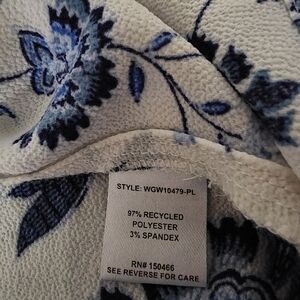 STYLE: WGW10479-PL
97% RECYCLED
POLYESTER
3% SPANDEX
RN# 150466
SEE REVERSE FOR CARE